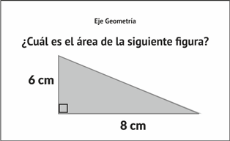 Eje Geometría
¿Cuál es el área de la siguiente figura?
6 cm
8 cm